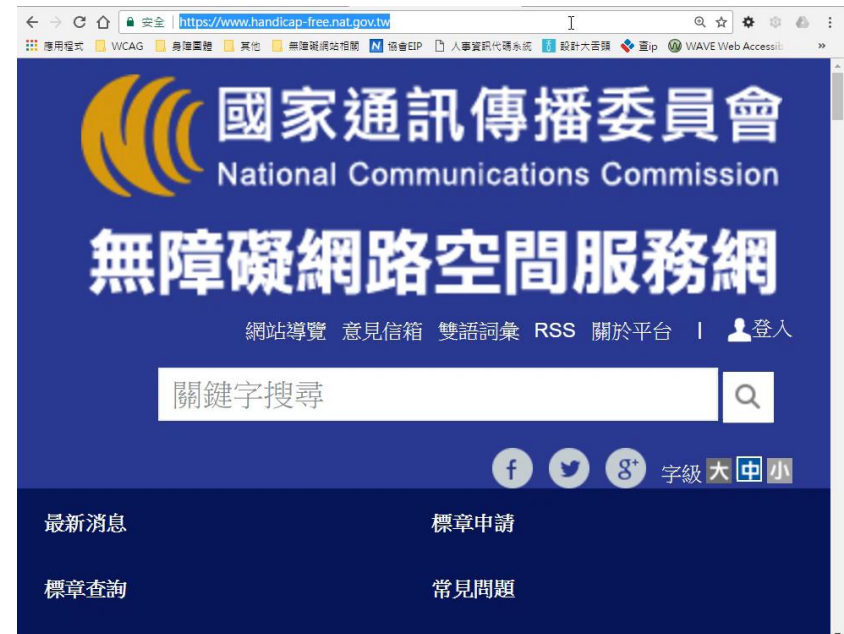 安全 https://www.handicap-free.nat.gov.tw
應用程式 WCAG 身障團體 其他 無障礙網站相關 協會EIP 人事資訊代碼系統 設計大舌頭 查ip WAVE Web Accessib »
國家通訊傳播委員會
National Communications Commission
無障礙網路空間服務網
網站導覽 意見信箱 雙語詞彙 RSS 關於平台 | 登入
關鍵字搜尋
字級 大 中 小
最新消息 標章申請
標章查詢 常見問題